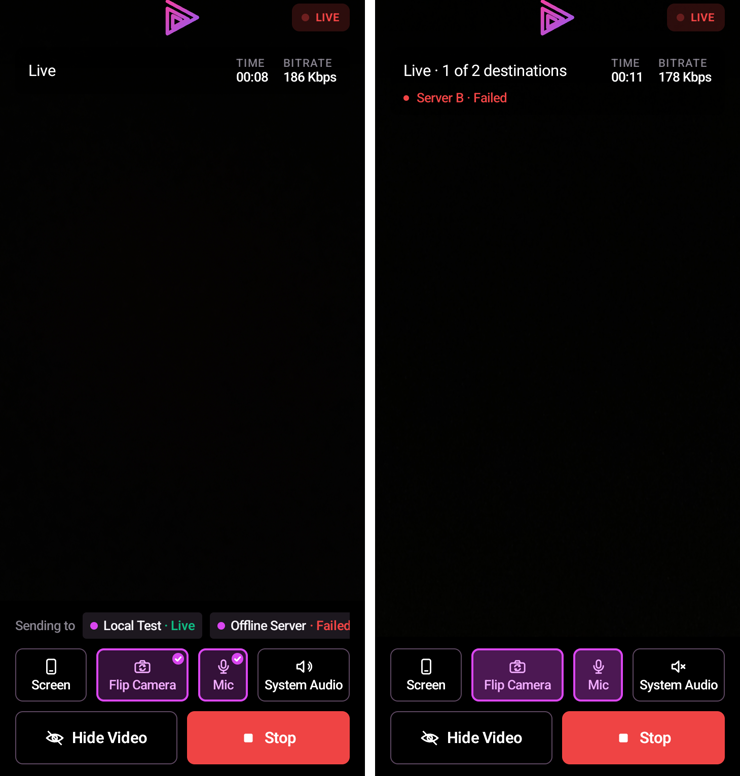 LIVE
Live
TIME
00:08
BITRATE
186 Kbps
Sending to
Local Test · Live
Offline Server · Failed
Screen
Flip Camera
Mic
System Audio
Hide Video
Stop
LIVE
Live · 1 of 2 destinations
TIME
00:11
BITRATE
178 Kbps
Server B · Failed
Screen
Flip Camera
Mic
System Audio
Hide Video
Stop